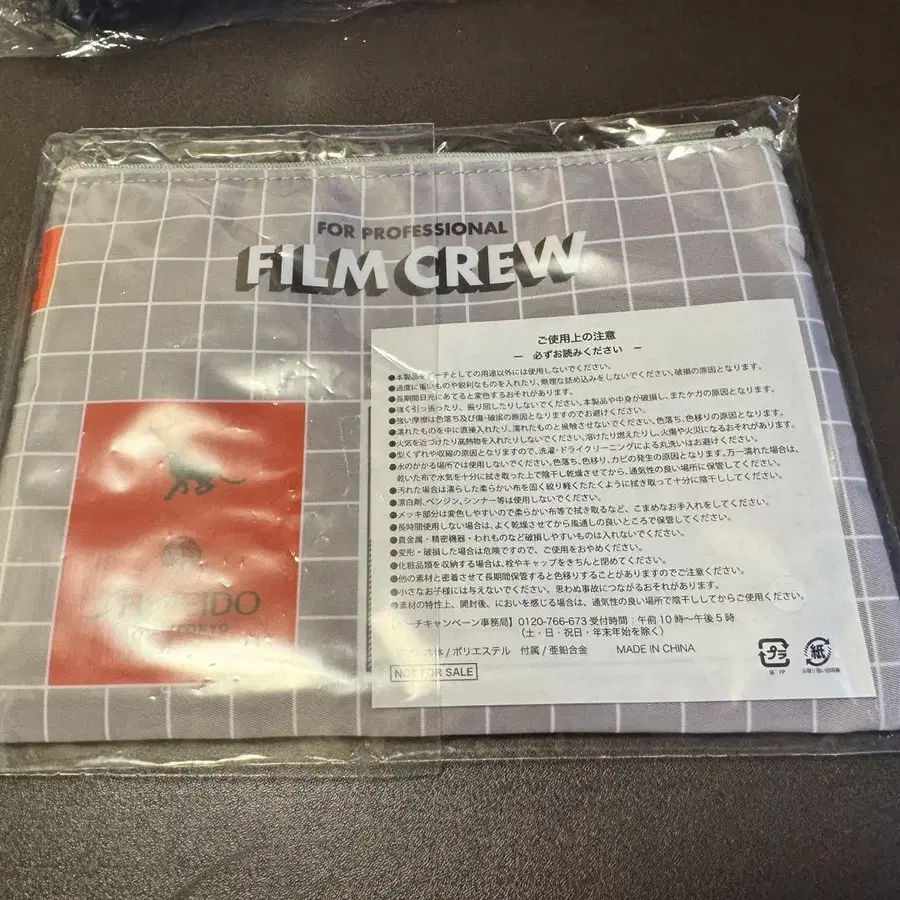 FOR PROFESSIONAL
FILM CREW
ご使用上の注意
― 必ずお読みください ―
●本製品をポーチとしての用途以外には使用しないでください。
●過度に重いものや鋭利なものを入れたり、無理な詰め込みをしないでください。破損の原因となります。
●長期間日光にあてると変色するおそれがあります。
●強く引っ張ったり、振り回したりしないでください。本製品や中身が破損し、またケガの原因となります。
●強い摩擦は色落ち及び傷・破損の原因となりますのでお避けください。
●濡れたものを中に直接入れたり、濡れたものと接触させないでください。色落ち、色移りの原因となります。
●火気を近づけたり高熱物を入れたりしないでください。溶けたり燃えたりし、火傷や火災になるおそれがあります。
●型くずれや収縮の原因となりますので、洗濯・ドライクリーニングによる丸洗いはお避けください。
●水のかかる場所では使用しないでください。色落ち、色移り、カビの発生の原因となります。万一濡れた場合は、
乾いた布で水気を十分に拭き取った上で陰干し乾燥させてから、通気性の良い場所に保管してください。
●汚れた場合は濡らした柔らかい布を固く絞り軽くたたくように拭き取って十分に陰干してください。
●漂白剤、ベンジン、シンナー等は使用しないでください。
●メッキ部分は変色しやすいので柔らかい布等で拭き取るなど、こまめなお手入れをしてください。
●長時間使用しない場合は、よく乾燥させてから風通しの良いところで保管してください。
●貴金属・精密機器・われものなど破損しやすいものは入れないでください。
●変形・破損した場合は危険ですので、ご使用をおやめください。
●化粧品類を収納する場合は、栓やキャップをきちんと閉めてください。
●他の素材と密着させて長期間保管すると色移りすることがありますのでご注意ください。
●小さなお子様には与えないでください。思わぬ事故につながるおそれがあります。
●素材の特性上、開封後、においを感じる場合は、通気性の良い場所で陰干ししてからご使用ください。
ーチキャンペーン事務局】0120-766-673 受付時間：午前10時〜午後5時
（土・日・祝日・年末年始を除く）
本体 / ポリエステル 付属 / 亜鉛合金 MADE IN CHINA
NOT FOR SALE
プラ
紙